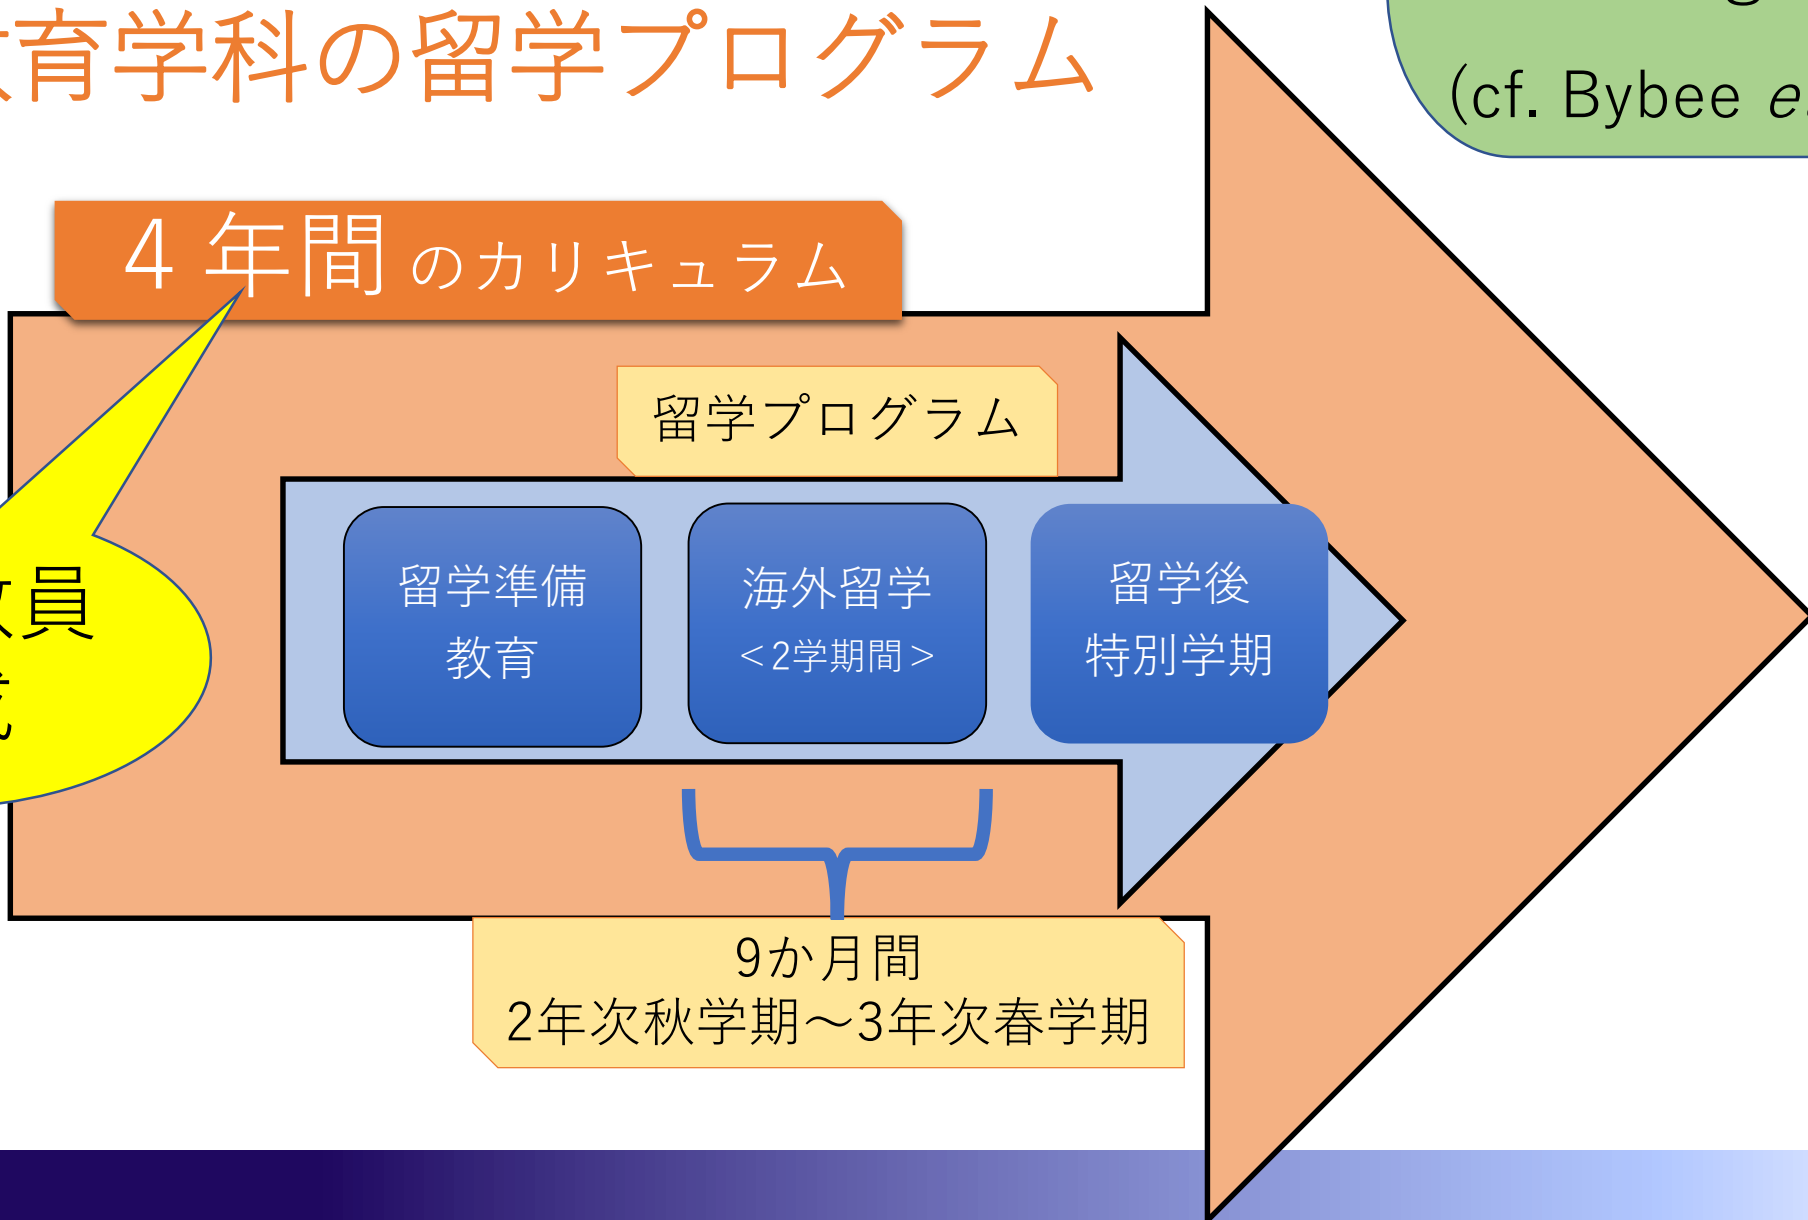 育学科の留学プログラム
(cf. Bybee
4年間のカリキュラム
留学プログラム
留学準備
教育
海外留学
<2学期間>
留学後
特別学期
員
9か月間
2年次秋学期～3年次春学期